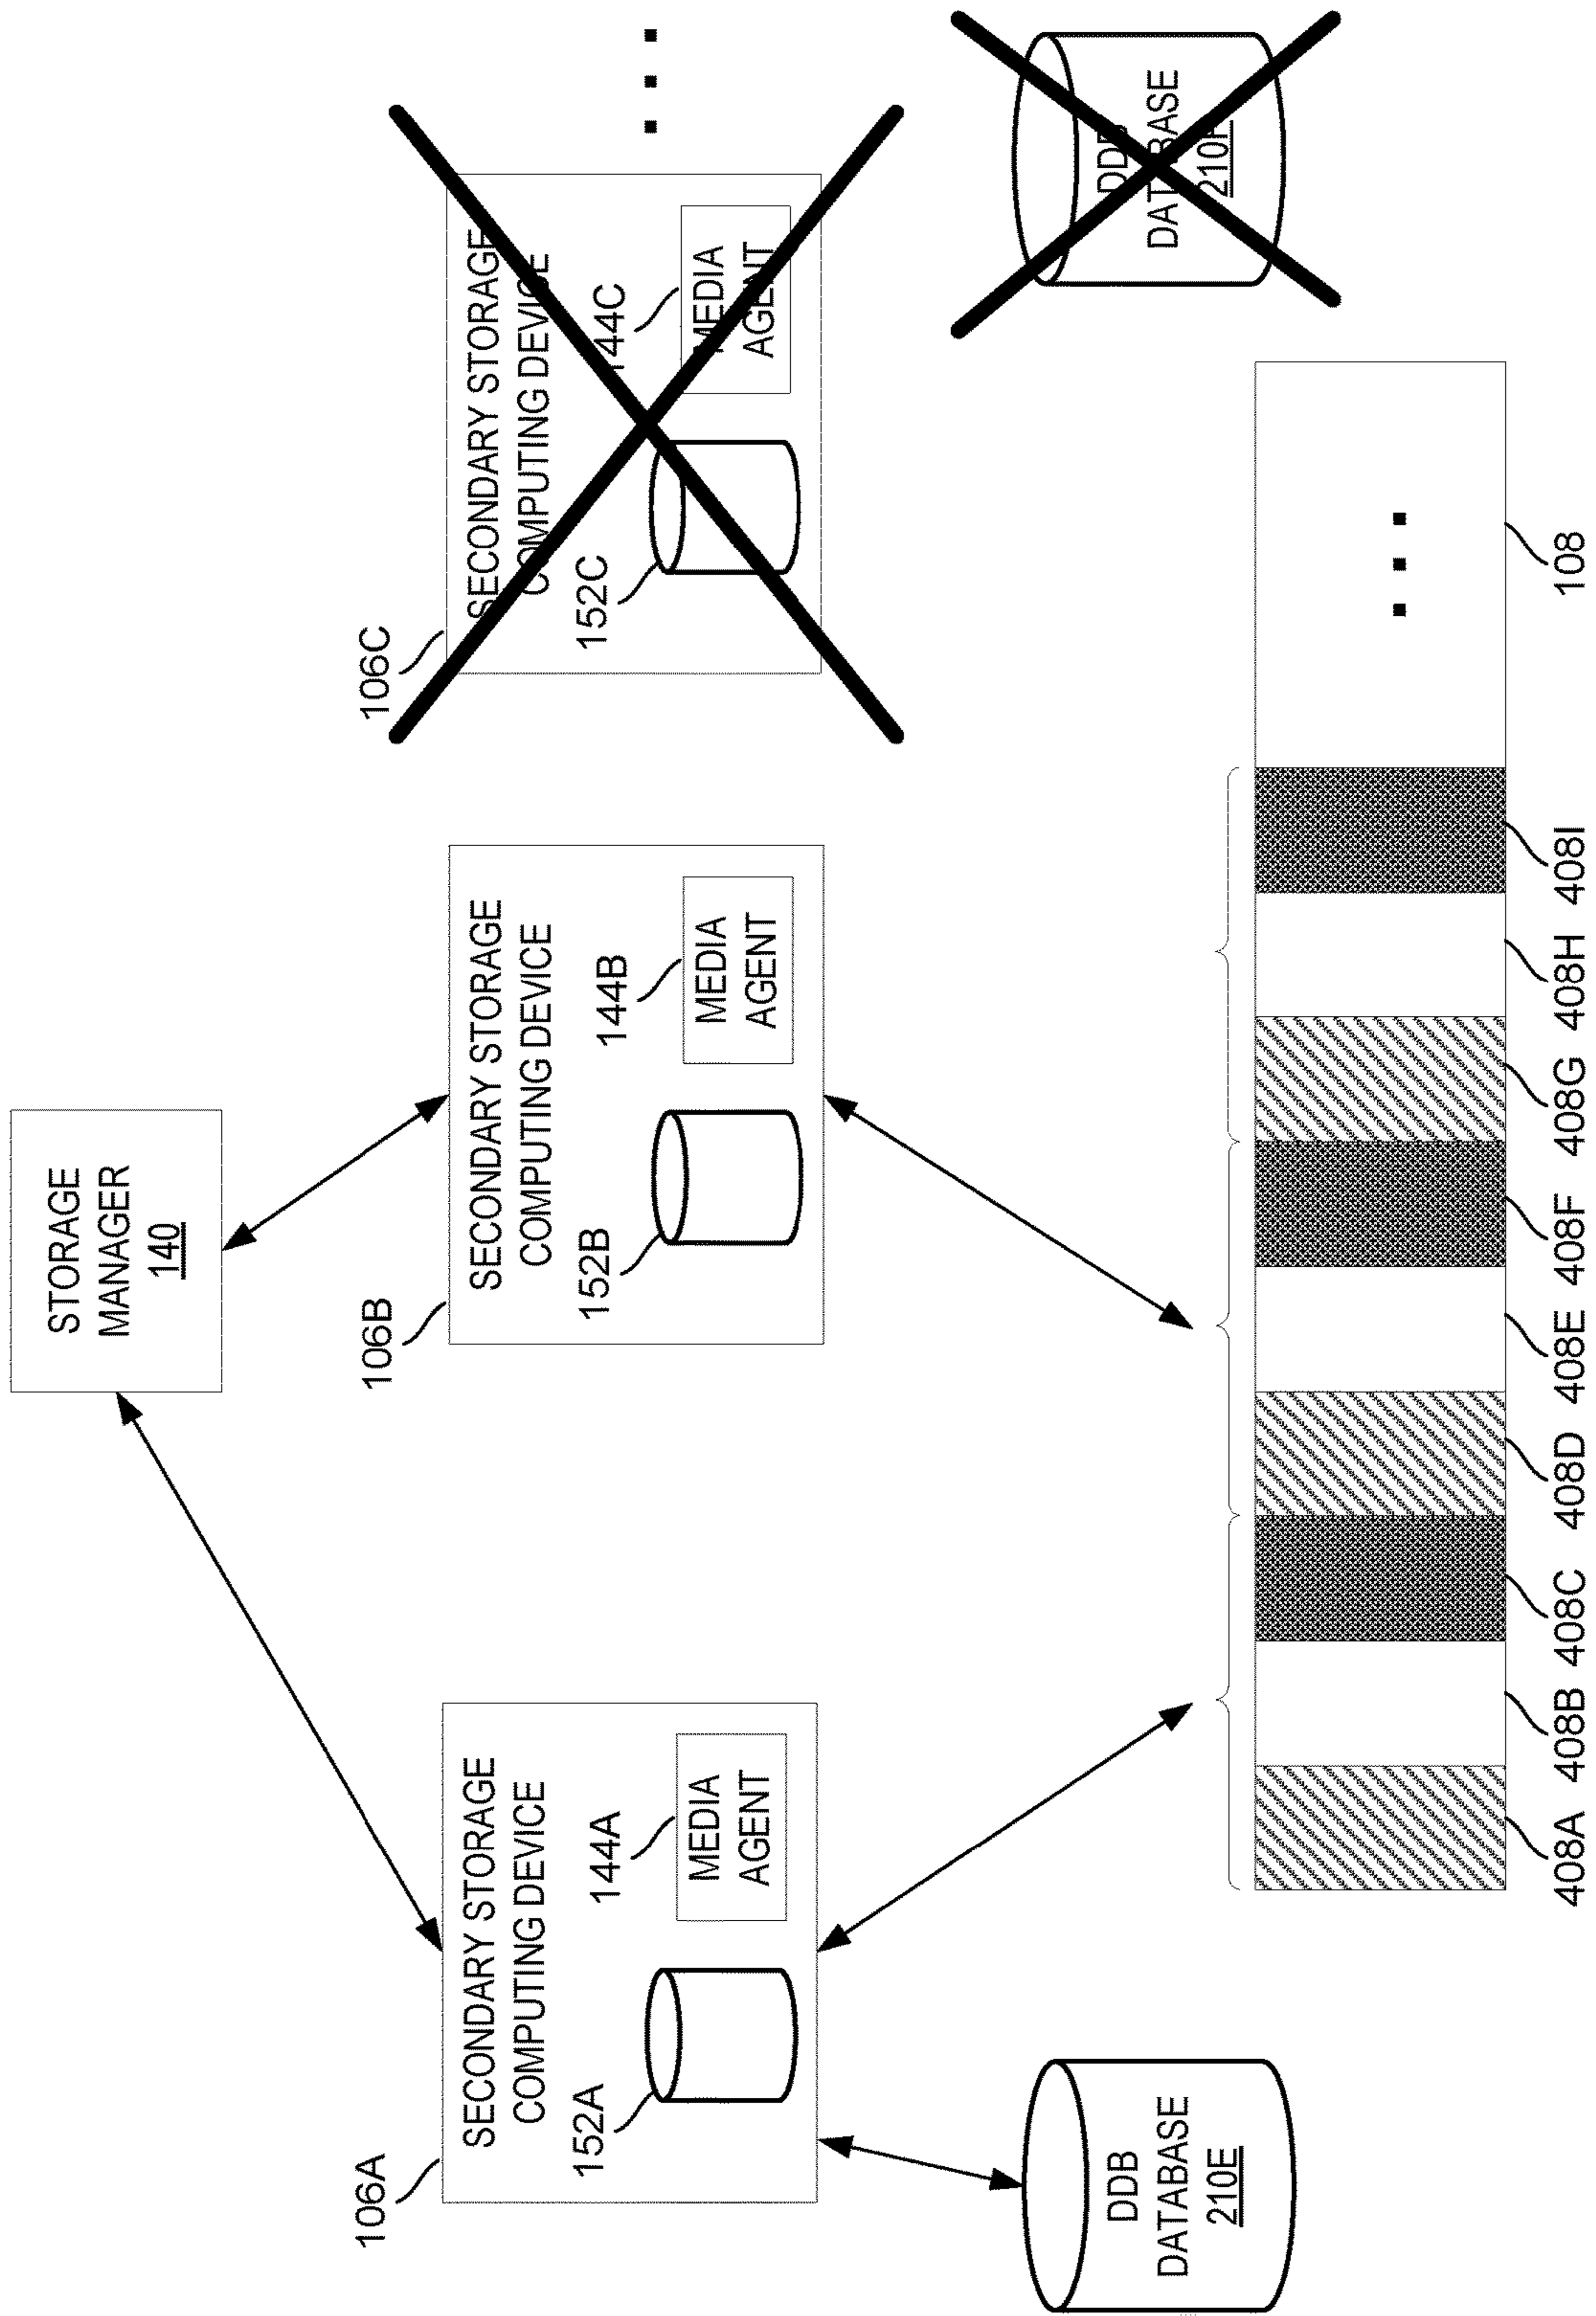 STORAGE
MANAGER
140
106A
SECONDARY STORAGE
COMPUTING DEVICE
152A
144A
MEDIA
AGENT
106B
SECONDARY STORAGE
COMPUTING DEVICE
152B
144B
MEDIA
AGENT
106C
SECONDARY STORAGE
COMPUTING DEVICE
152C
144C
MEDIA
AGENT
DDB
DATABASE
210E
DDB
DATABASE
210F
408A
408B
408C
408D
408E
408F
408G
408H
408I
108